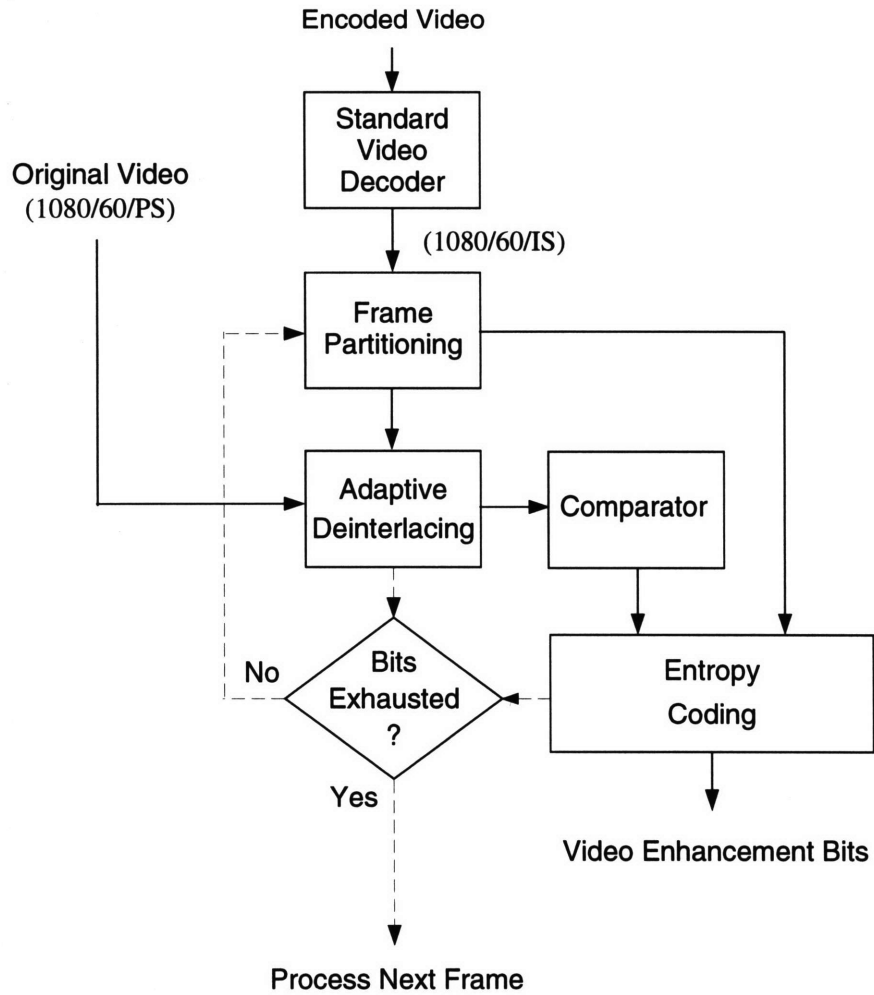 Encoded Video
Standard
Video
Decoder
Original Video
(1080/60/PS)
(1080/60/IS)
Frame
Partitioning
Adaptive
Deinterlacing
Comparator
No
Bits
Exhausted
?
Entropy
Coding
Yes
Video Enhancement Bits
Process Next Frame